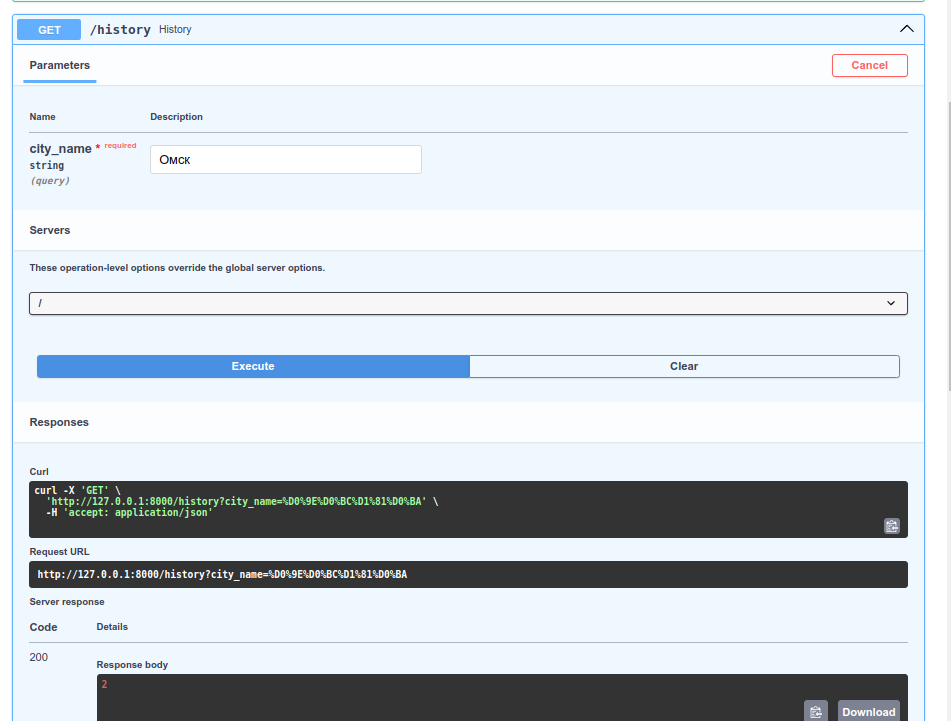 GET /history History
Parameters Cancel
Name Description
city_name * required Омск
string
(query)
Servers
These operation-level options override the global server options.
/
Execute Clear
Responses
Curl
curl -X 'GET' \
'http://127.0.0.1:8000/history?city_name=%D0%9E%D0%BC%D1%81%D0%BA' \
-H 'accept: application/json'
Request URL
http://127.0.0.1:8000/history?city_name=%D0%9E%D0%BC%D1%81%D0%BA
Server response
Code Details
200
Response body
2
Download